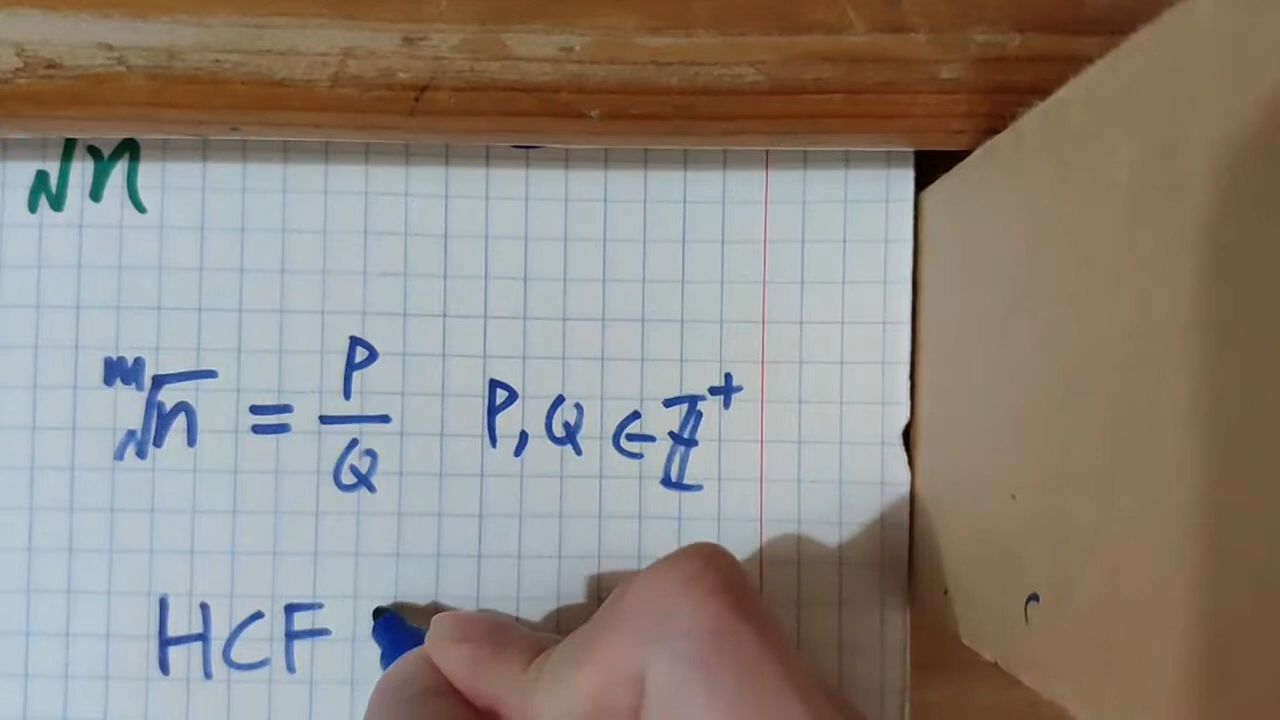 √n
ᵐ√n = P/Q  P, Q ∈ ℤ⁺
HCF